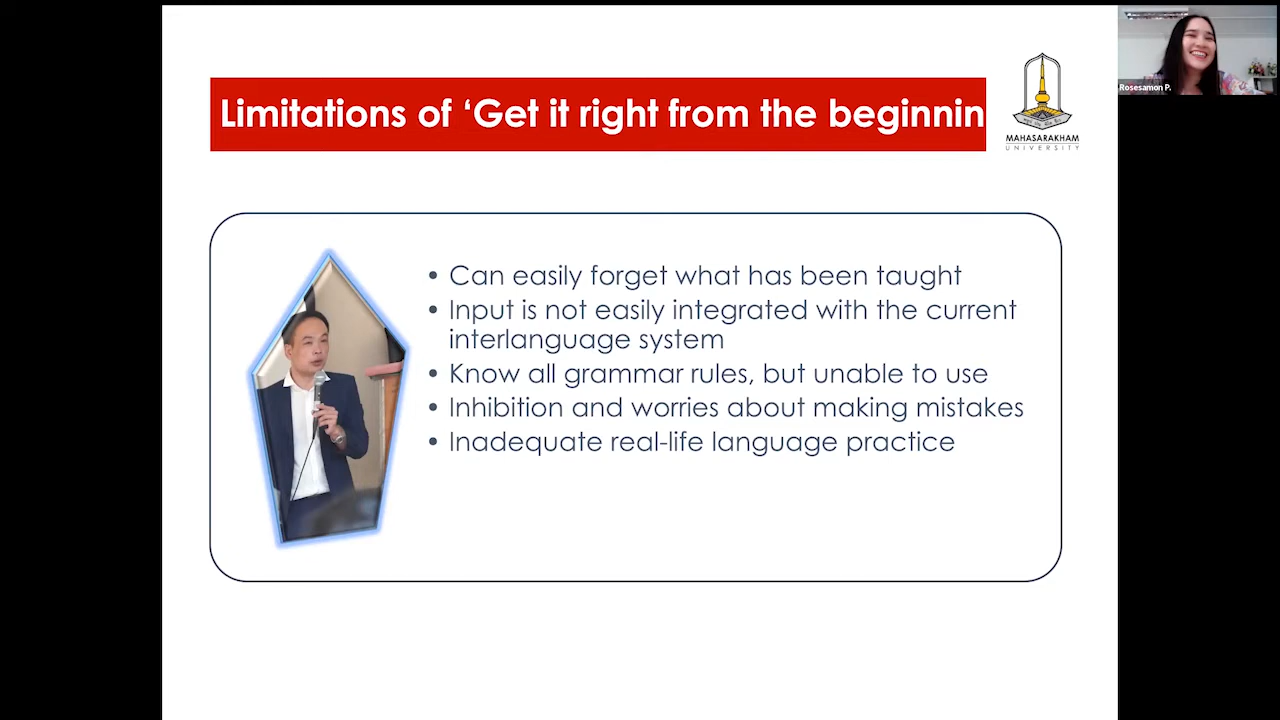 Limitations of ‘Get it right from the beginnin
MAHASARAKHAM
UNIVERSITY
Rosesamon P.
• Can easily forget what has been taught
• Input is not easily integrated with the current
interlanguage system
• Know all grammar rules, but unable to use
• Inhibition and worries about making mistakes
• Inadequate real-life language practice